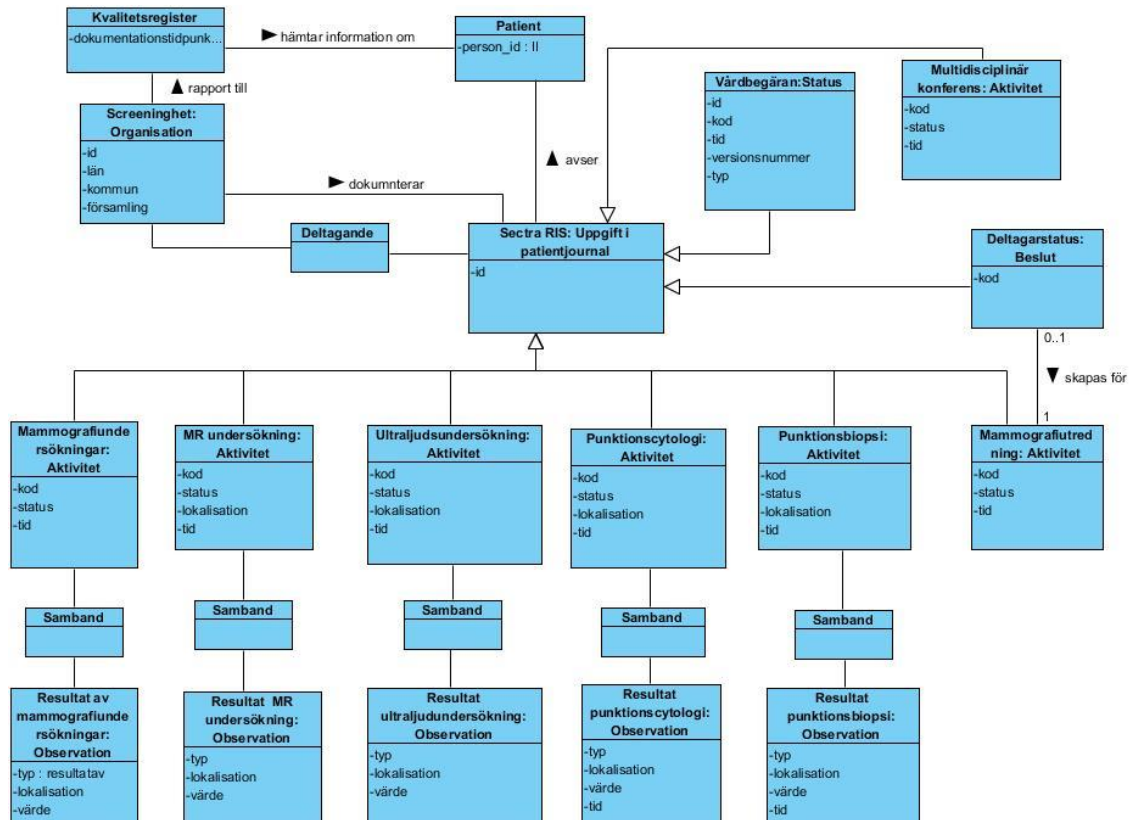 Kvalitetsregister
-dokumentationstidpunk...
hämtar information om
Patient
-person_id : II
rapport till
Screeninghet:
Organisation
-id
-län
-kommun
-församling
dokumnterar
avser
Vårdbegäran:Status
-id
-kod
-tid
-versionsnummer
-typ
Multidisciplinär
konferens: Aktivitet
-kod
-status
-tid
Deltagande
Sectra RIS: Uppgift i
patientjournal
-id
Deltagarstatus:
Beslut
-kod
0..1
skapas för
1
Mammografiunde
rsökningar:
Aktivitet
-kod
-status
-tid
MR undersökning:
Aktivitet
-kod
-status
-lokalisation
-tid
Ultraljudsundersökning:
Aktivitet
-kod
-status
-lokalisation
-tid
Punktionscytologi:
Aktivitet
-kod
-status
-lokalisation
-tid
Punktionsbiopsi:
Aktivitet
-kod
-status
-lokalisation
-tid
Mammografiutred
ning: Aktivitet
-kod
-status
-tid
Samband
Samband
Samband
Samband
Samband
Resultat av
mammografiunde
rsökningar:
Observation
-typ : resultatav
-lokalisation
-värde
Resultat MR
undersökning:
Observation
-typ
-lokalisation
-värde
Resultat
ultraljudundersökning:
Observation
-typ
-lokalisation
-värde
Resultat
punktionscytologi:
Observation
-typ
-lokalisation
-värde
-tid
Resultat
punktionsbiopsi:
Observation
-typ
-lokalisation
-värde
-tid